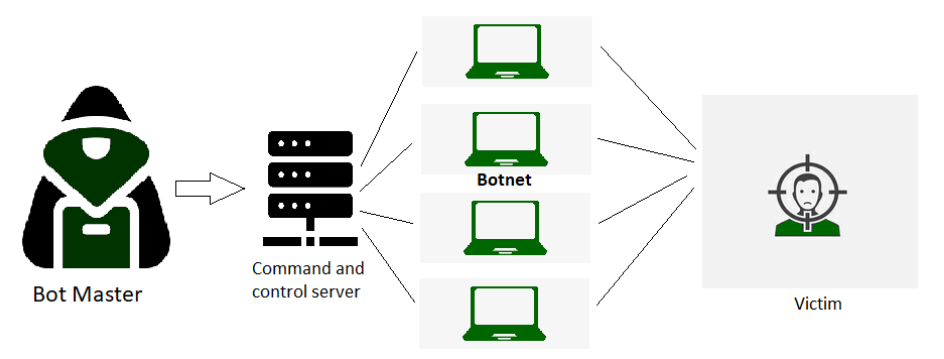 Bot Master
Command and
control server
Botnet
Victim